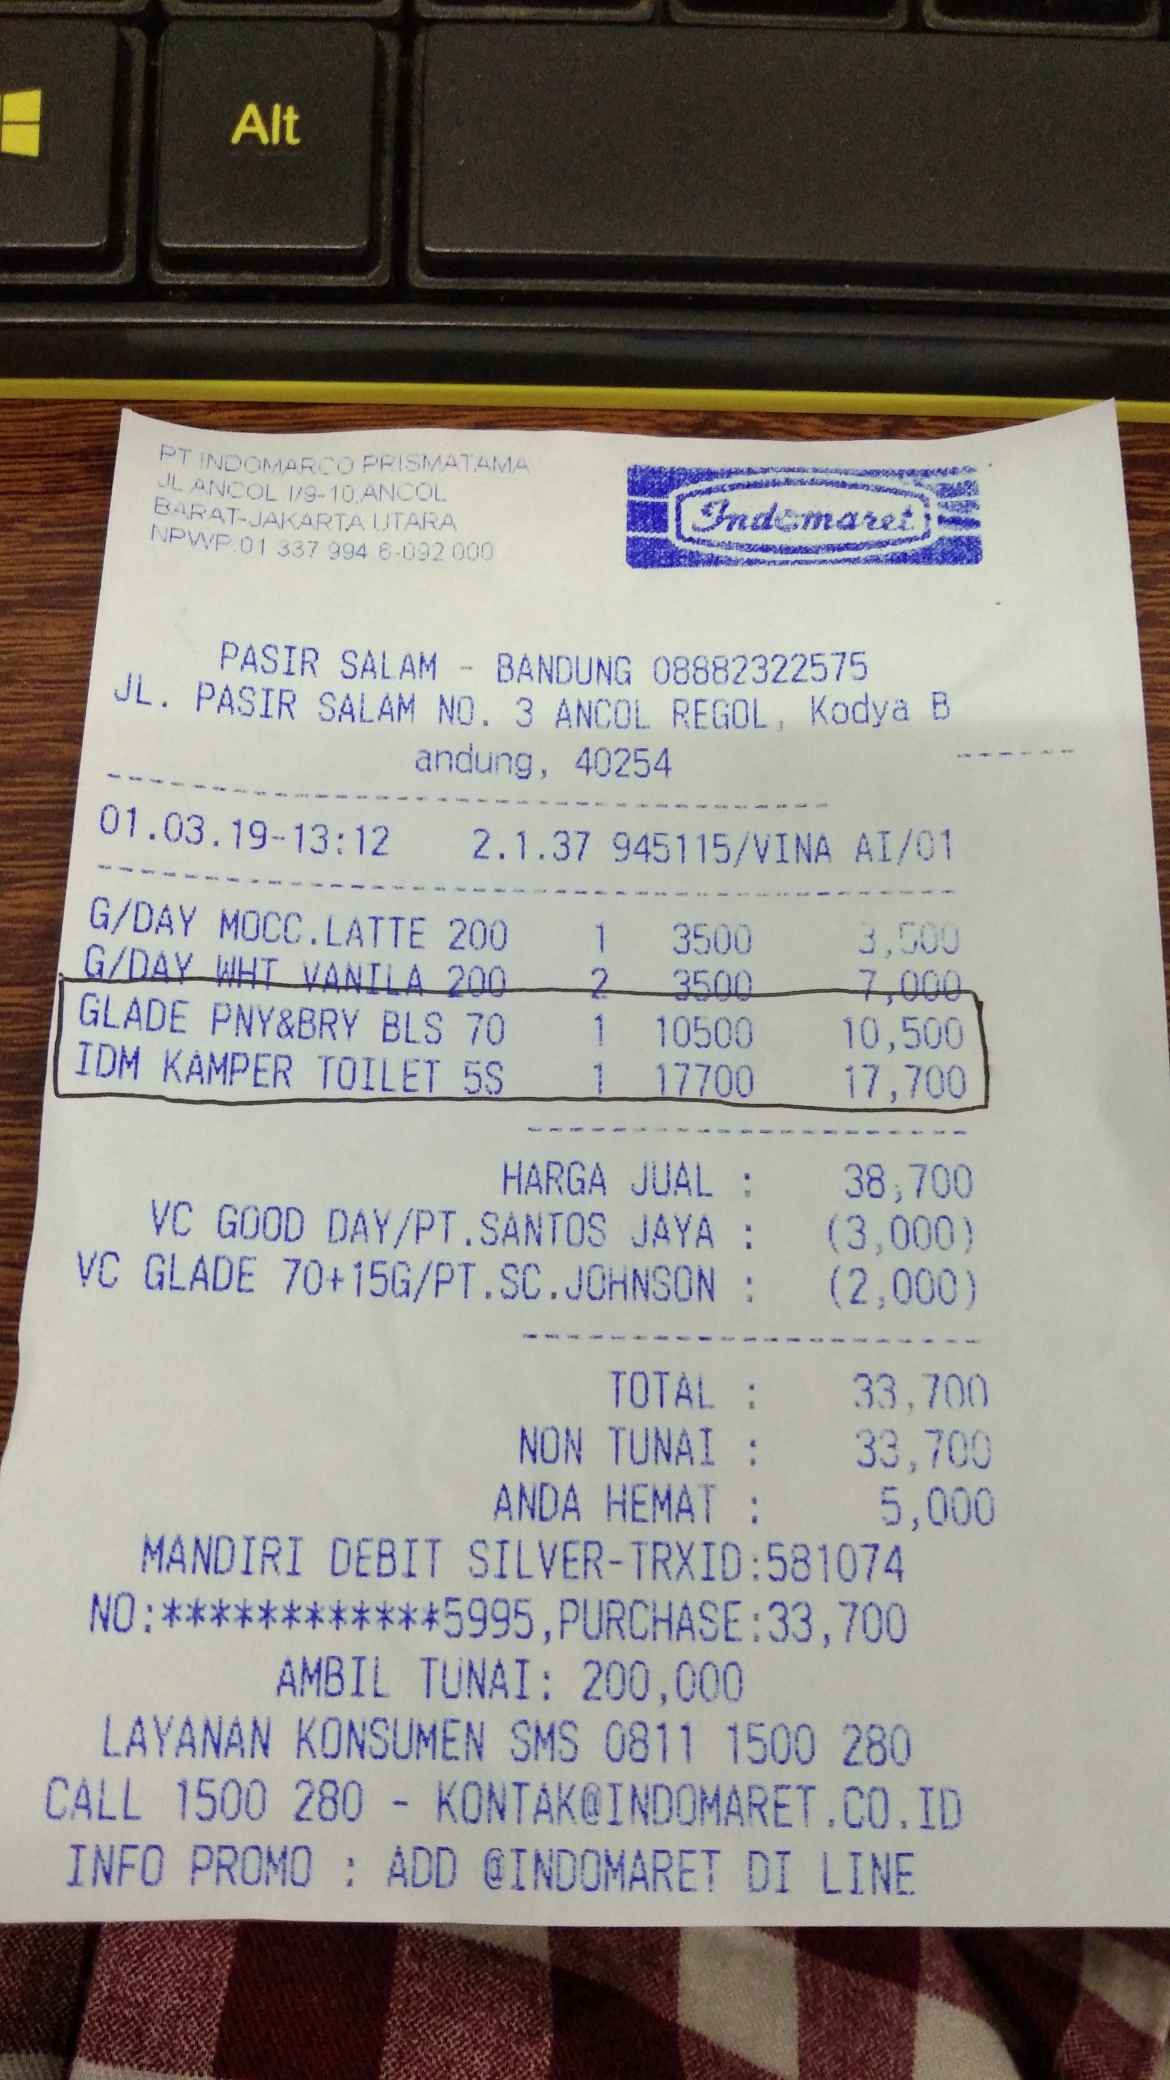 Alt
PT INDOMARCO PRISMATAMA
JL.ANCOL I/9-10,ANCOL
BARAT-JAKARTA UTARA
NPWP.01 337 994 6-092 000
Indomaret
PASIR SALAM - BANDUNG 08882322575
JL. PASIR SALAM NO. 3 ANCOL REGOL, Kodya B
andung, 40254
01.03.19-13:12 2.1.37 945115/VINA AI/01
G/DAY MOCC.LATTE 200 1 3500 3,500
G/DAY WHT VANILA 200 2 3500 7,000
GLADE PNY&BRY BLS 70 1 10500 10,500
IDM KAMPER TOILET 5S 1 17700 17,700
HARGA JUAL : 38,700
VC GOOD DAY/PT.SANTOS JAYA : (3,000)
VC GLADE 70+15G/PT.SC.JOHNSON : (2,000)
TOTAL : 33,700
NON TUNAI : 33,700
ANDA HEMAT : 5,000
MANDIRI DEBIT SILVER-TRXID:581074
NO:************5995,PURCHASE:33,700
AMBIL TUNAI: 200,000
LAYANAN KONSUMEN SMS 0811 1500 280
CALL 1500 280 - KONTAK@INDOMARET.CO.ID
INFO PROMO : ADD @INDOMARET DI LINE